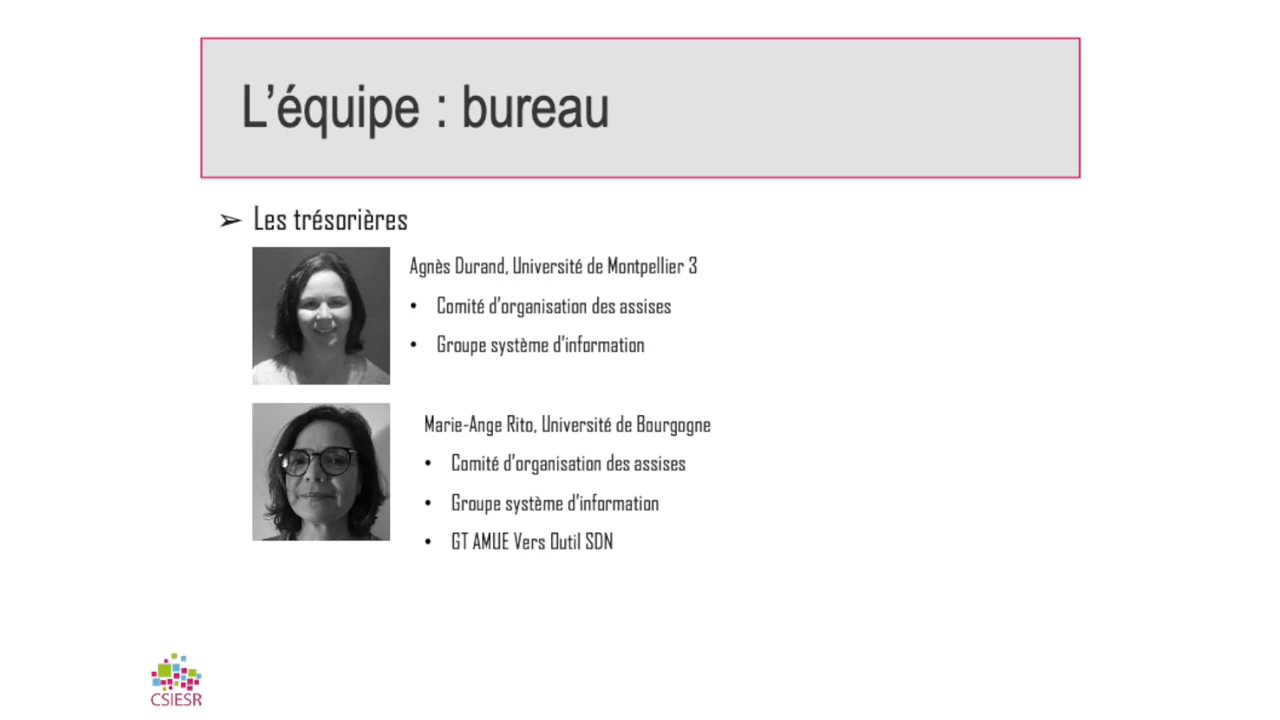 L’équipe : bureau
➢ Les trésorières
Agnès Durand, Université de Montpellier 3
• Comité d’organisation des assises
• Groupe système d’information
Marie-Ange Rito, Université de Bourgogne
• Comité d’organisation des assises
• Groupe système d’information
• GT AMUE Vers Outil SDN
CSIESR